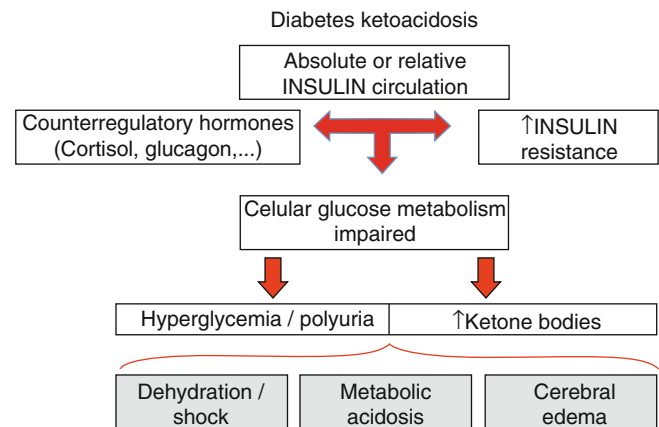 Diabetes ketoacidosis
Absolute or relative
INSULIN circulation
Counterregulatory hormones
(Cortisol, glucagon,...)
↑INSULIN
resistance
Celular glucose metabolism
impaired
Hyperglycemia / polyuria
↑Ketone bodies
Dehydration /
shock
Metabolic
acidosis
Cerebral
edema